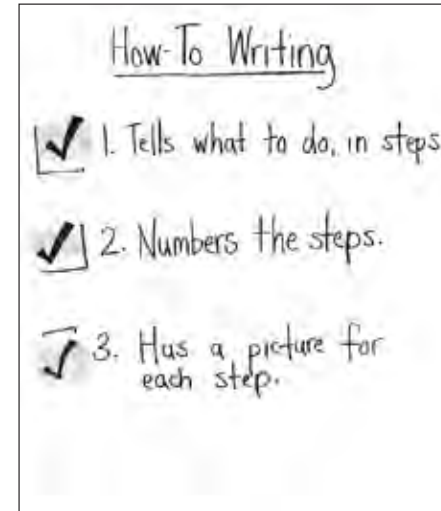 How-To Writing
1. Tells what to do, in steps
2. Numbers the steps.
3. Has a picture for
each step.